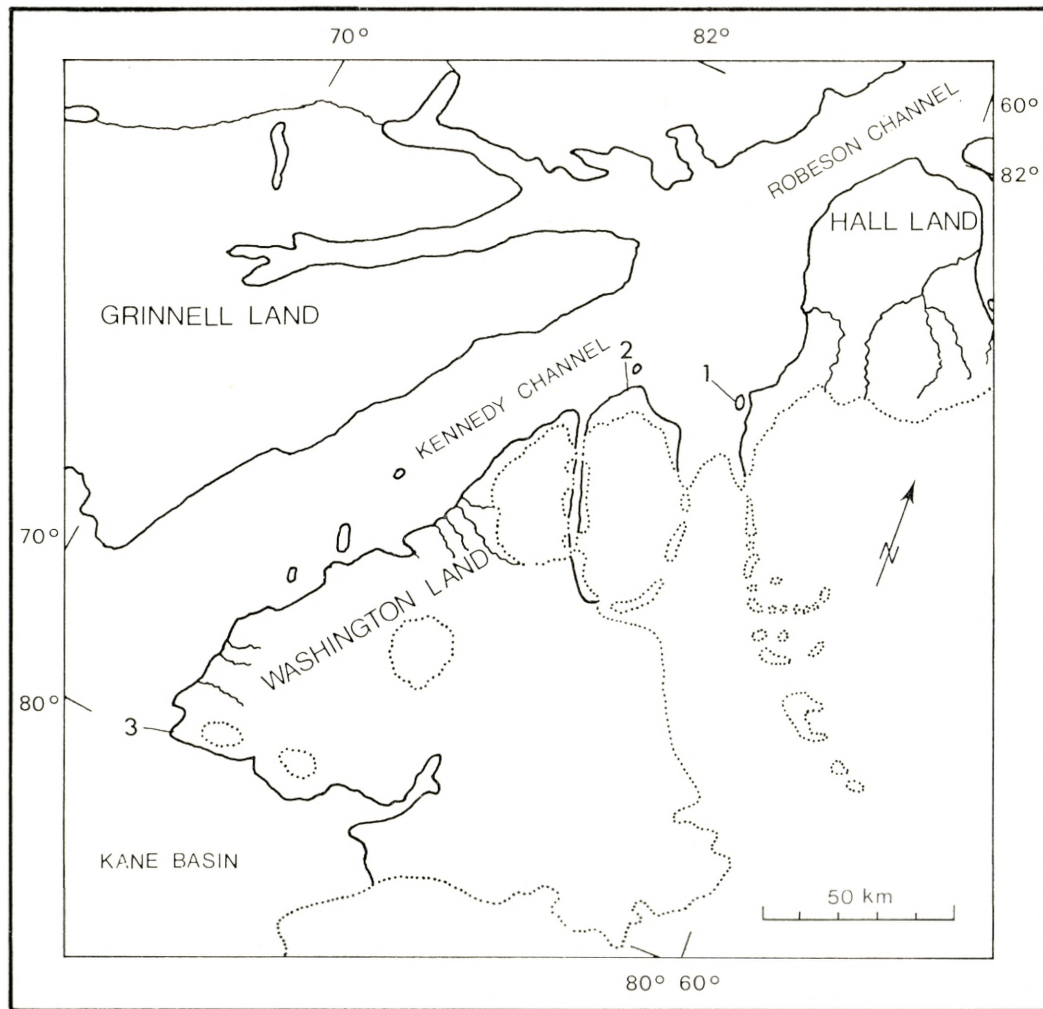 70° 82°
60°
ROBESON CHANNEL
82°
HALL LAND
GRINNELL LAND
2
1
KENNEDY CHANNEL
N
70°
WASHINGTON LAND
80°
3
KANE BASIN
50 km
80° 60°